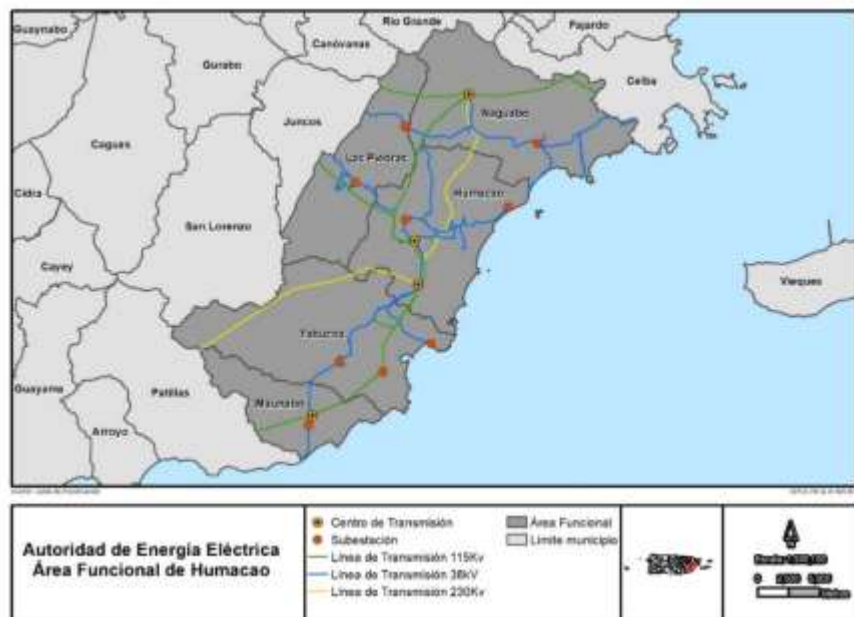 Guaynabo
Río Grande
Fajardo
Canóvanas
Gurabo
Ceiba
Naguabo
Juncos
Caguas
Las Piedras
Humacao
Cidra
San Lorenzo
Cayey
Vieques
Yabucoa
Guayama
Patillas
Maunabo
Arroyo
Autoridad de Energía Eléctrica
Área Funcional de Humacao
Centro de Transmisión
Subestación
Línea de Transmisión 115Kv
Línea de Transmisión 38kV
Línea de Transmisión 230Kv
Área Funcional
Límite municipio
0